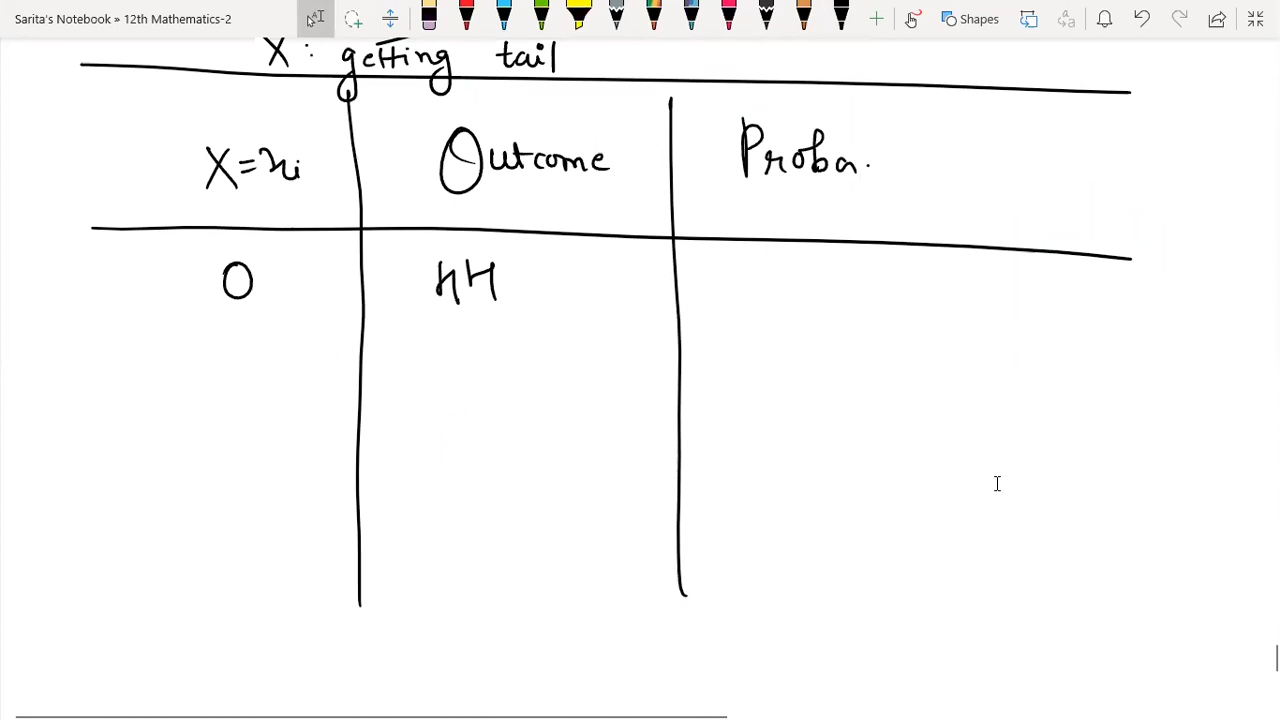 Sarita's Notebook » 12th Mathematics-2
Shapes
X : getting tail
X=xi Outcome Proba.
0 HH